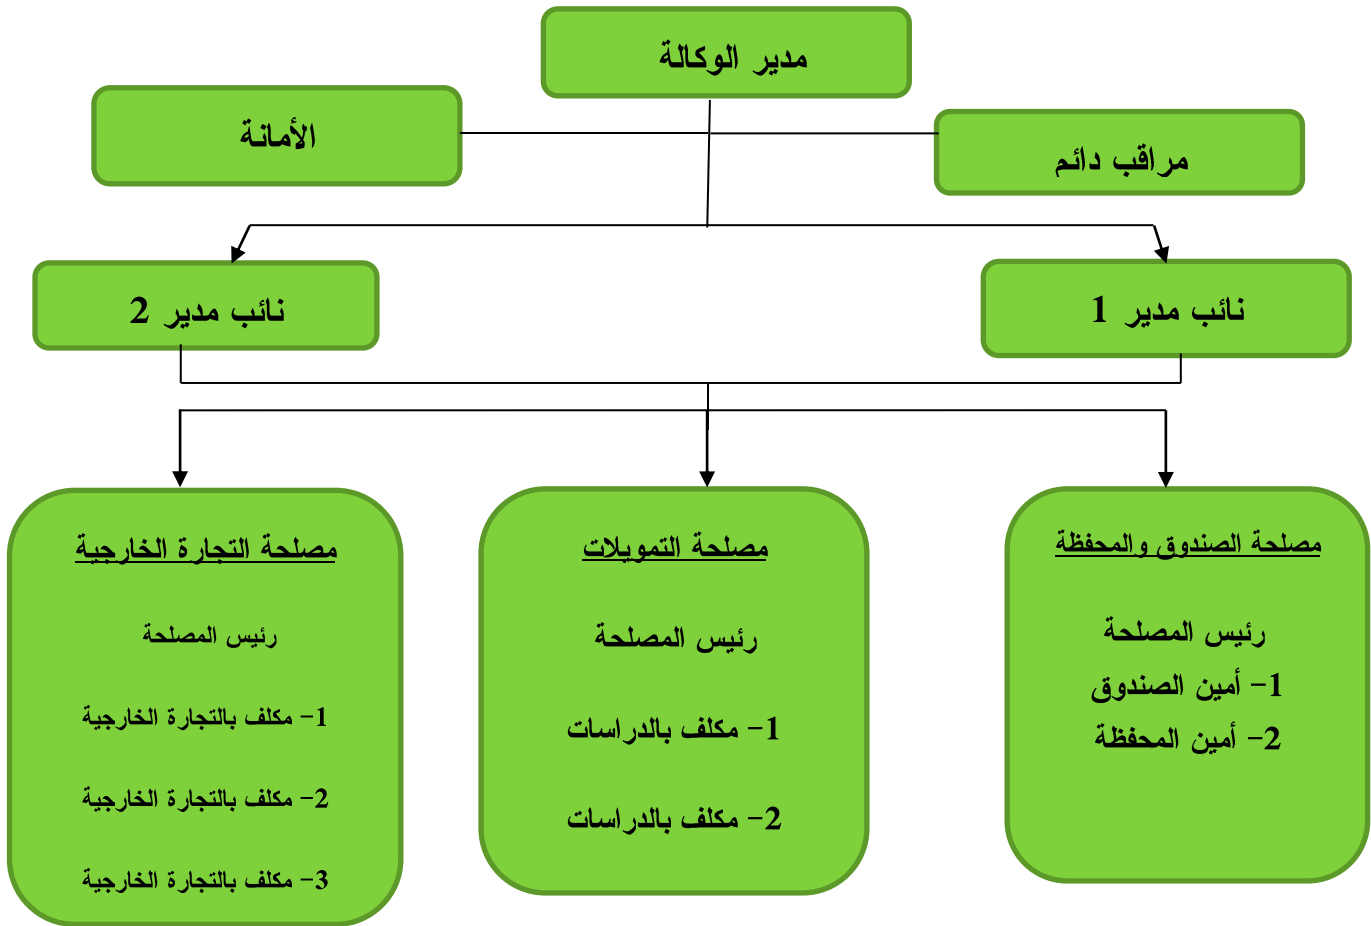 مدير الوكالة
مراقب دائم
الأمانة
نائب مدير 1
نائب مدير 2
مصلحة الصندوق والمحفظة
رئيس المصلحة
1- أمين الصندوق
2- أمين المحفظة
مصلحة التمويلات
رئيس المصلحة
1- مكلف بالدراسات
2- مكلف بالدراسات
مصلحة التجارة الخارجية
رئيس المصلحة
1- مكلف بالتجارة الخارجية
2- مكلف بالتجارة الخارجية
3- مكلف بالتجارة الخارجية